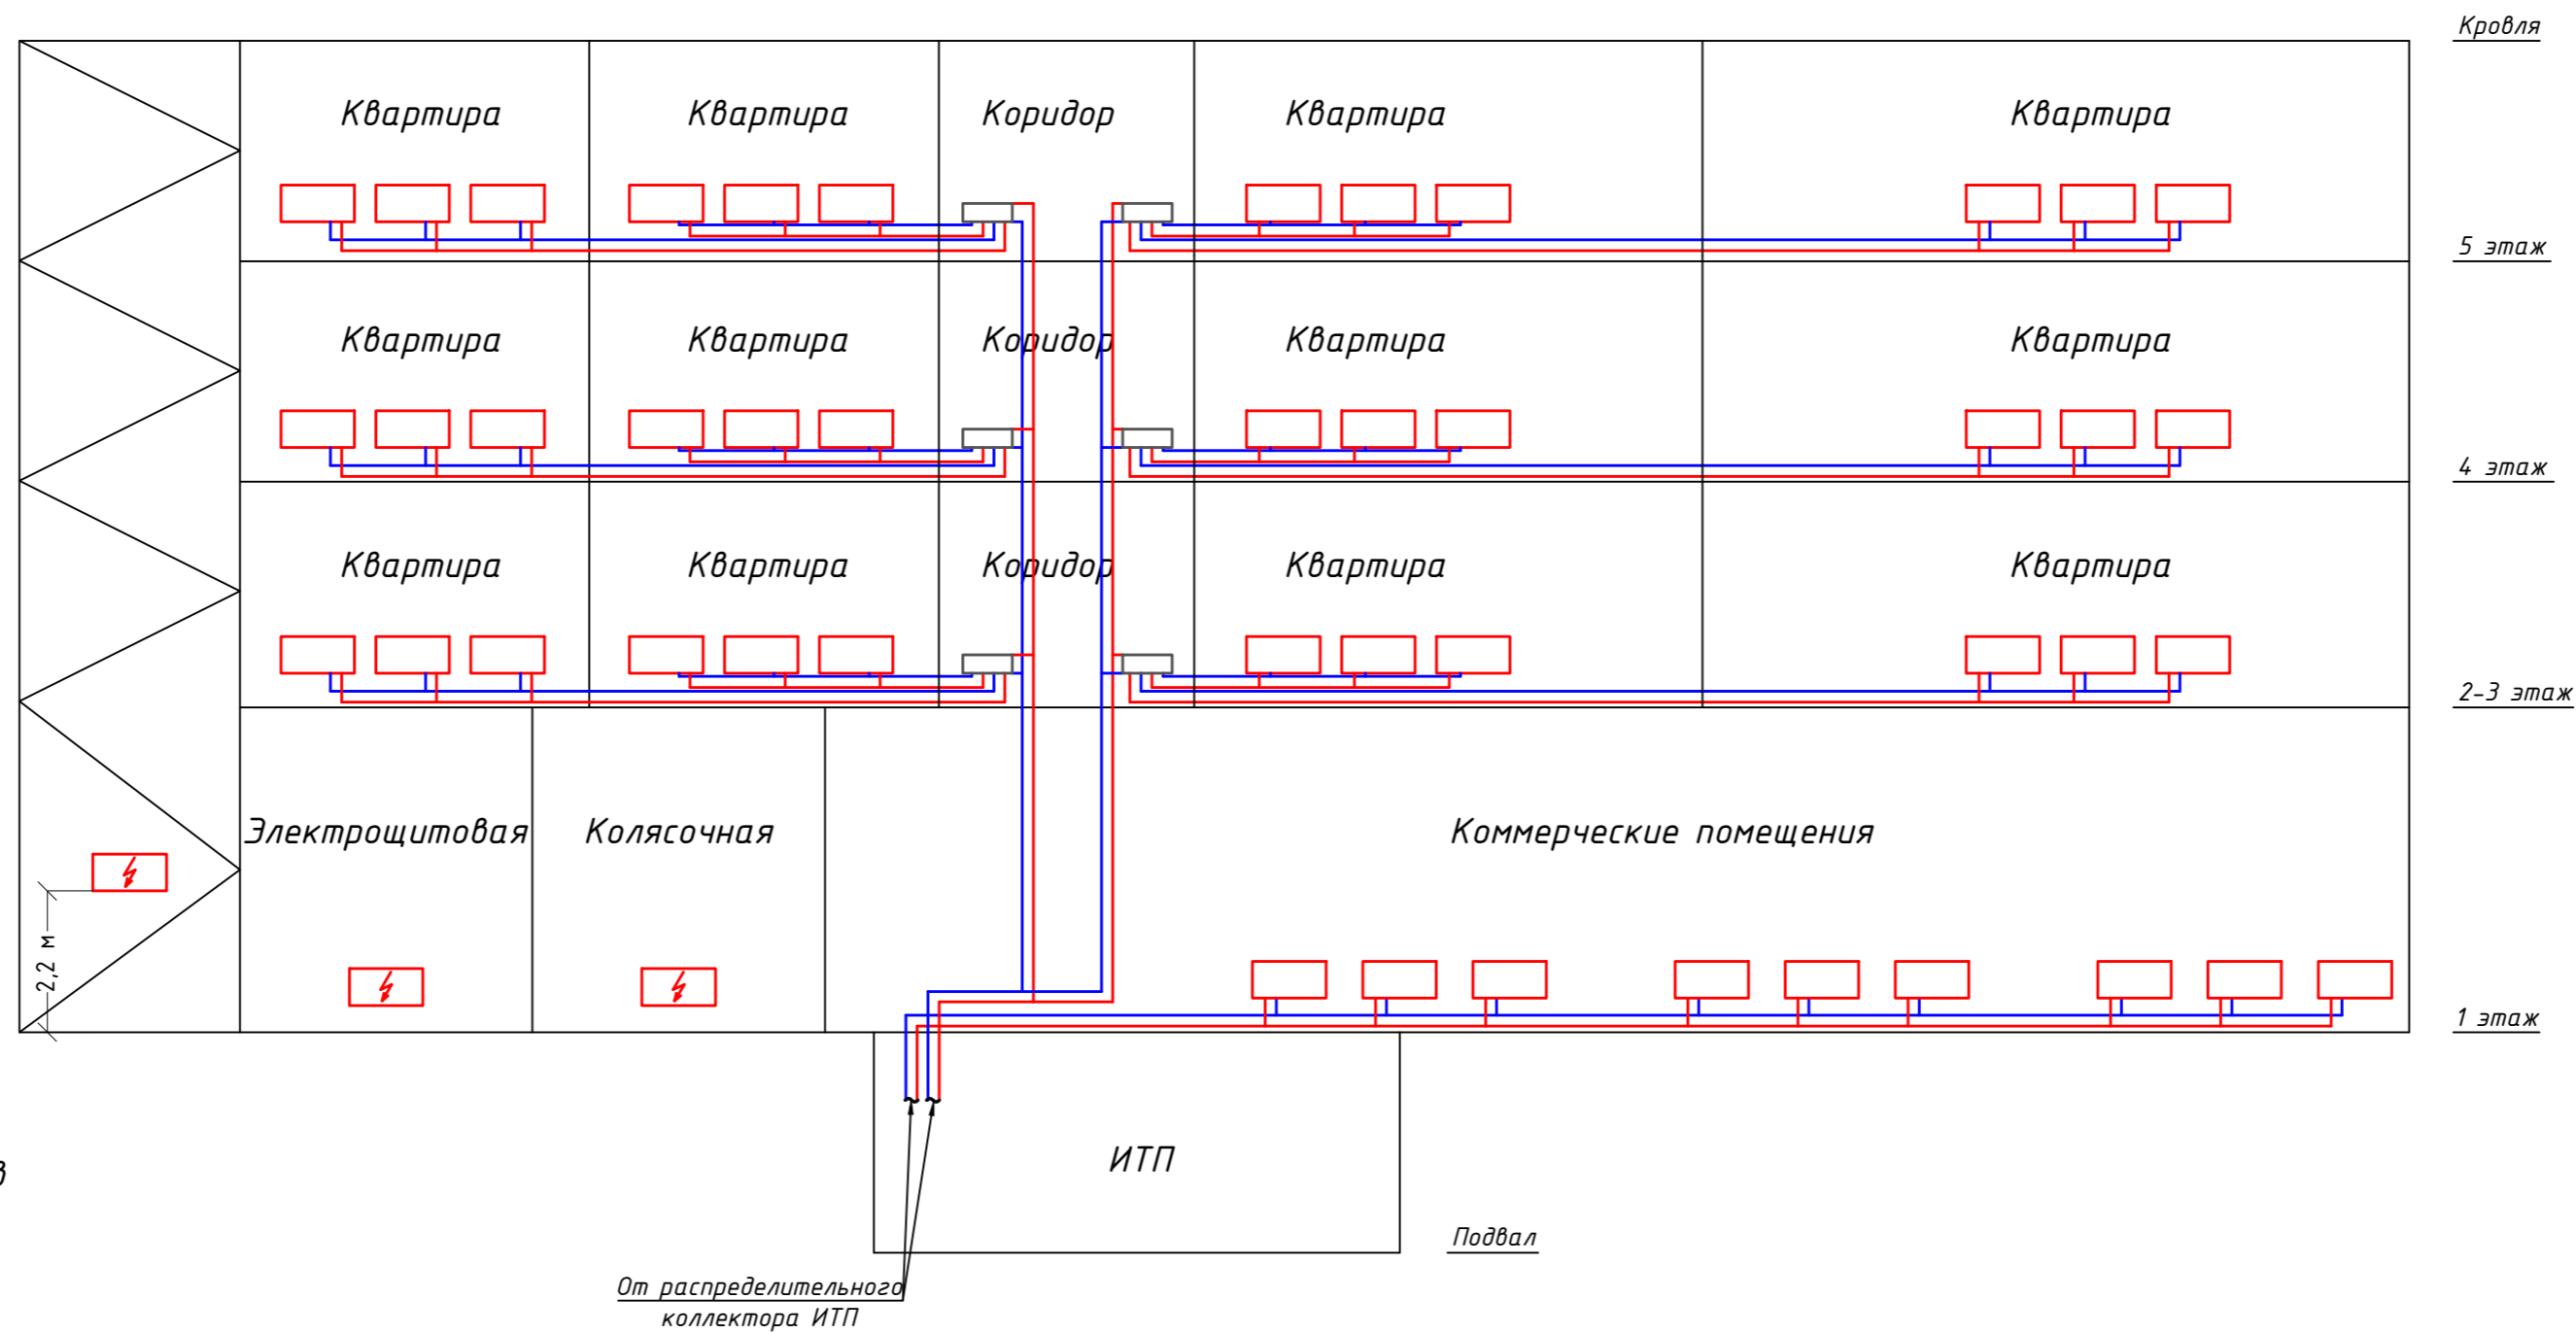 Кровля
Квартира
Квартира
Коридор
Квартира
Квартира
5 этаж
Квартира
Квартира
Коридор
Квартира
Квартира
4 этаж
Квартира
Квартира
Коридор
Квартира
Квартира
2-3 этаж
Электрощитовая
Колясочная
Коммерческие помещения
2,2 м
1 этаж
ИТП
Подвал
От распределительного
коллектора ИТП